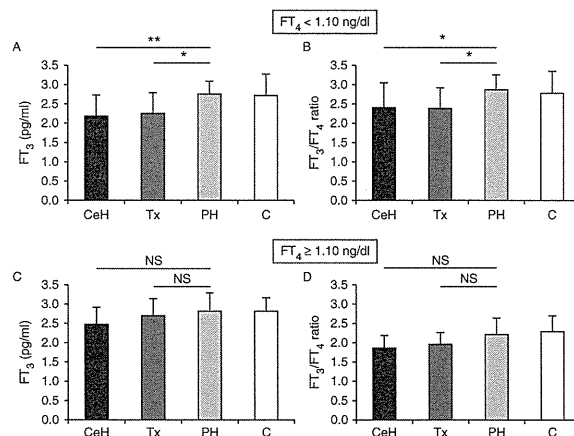 FT4 < 1.10 ng/dl
A
**
*
3.5
3.0
2.5
2.0
1.5
1.0
0.5
0.0
FT3 (pg/ml)
CeH Tx PH C
B
*
*
3.5
3.0
2.5
2.0
1.5
1.0
0.5
0.0
FT3/FT4 ratio
CeH Tx PH C
FT4 ≥ 1.10 ng/dl
C
NS
NS
3.5
3.0
2.5
2.0
1.5
1.0
0.5
0.0
FT3 (pg/ml)
CeH Tx PH C
D
NS
NS
3.5
3.0
2.5
2.0
1.5
1.0
0.5
0.0
FT3/FT4 ratio
CeH Tx PH C